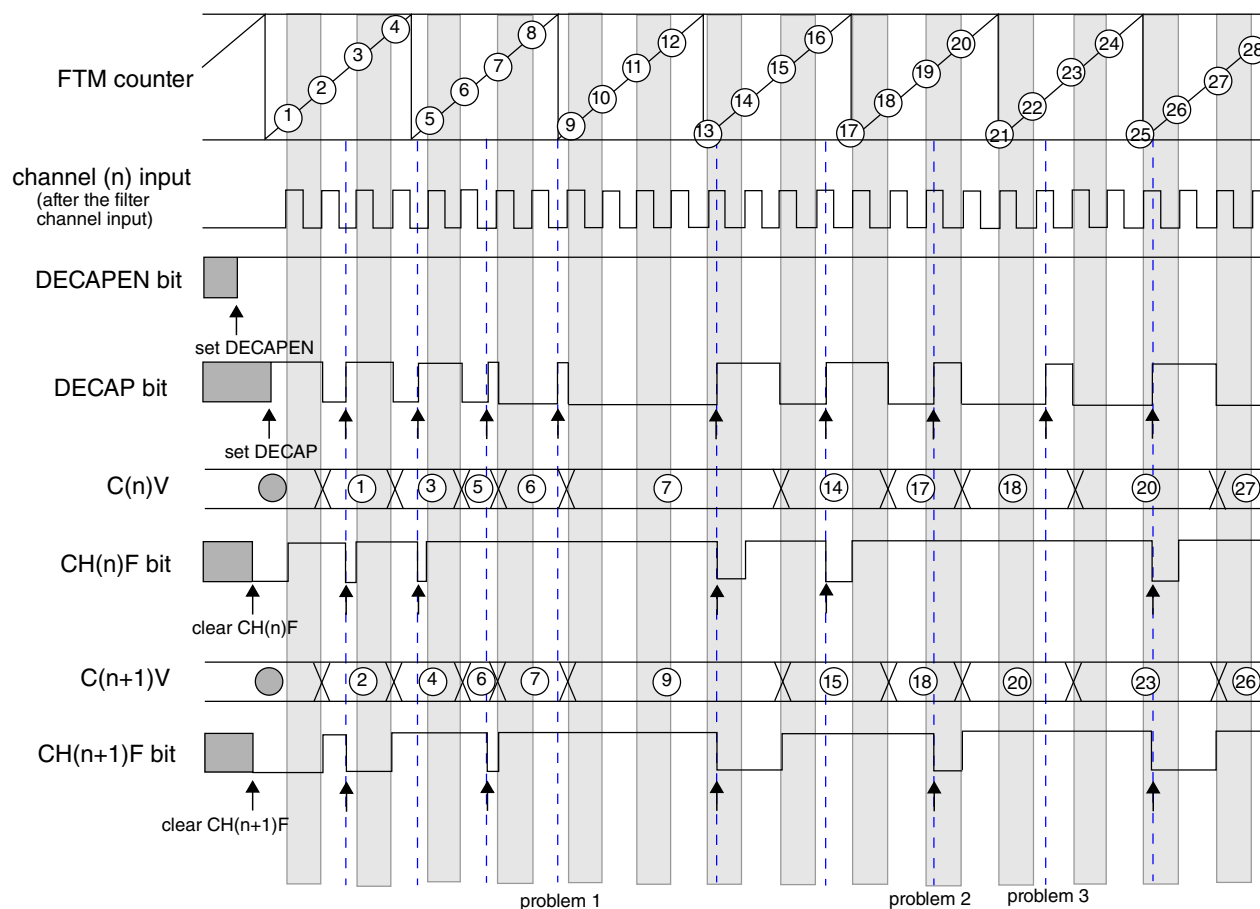 4 8 12 16 20 24 28
3 7 11 15 19 23 27
2 6 10 14 18 22 26
1 5 9 13 17 21 25
FTM counter
channel (n) input
(after the filter
channel input)
DECAPEN bit
set DECAPEN
DECAP bit
set DECAP
C(n)V 1 3 5 6 7 14 17 18 20 27
CH(n)F bit
clear CH(n)F
C(n+1)V 2 4 6 7 9 15 18 20 23 26
CH(n+1)F bit
clear CH(n+1)F
problem 1 problem 2 problem 3